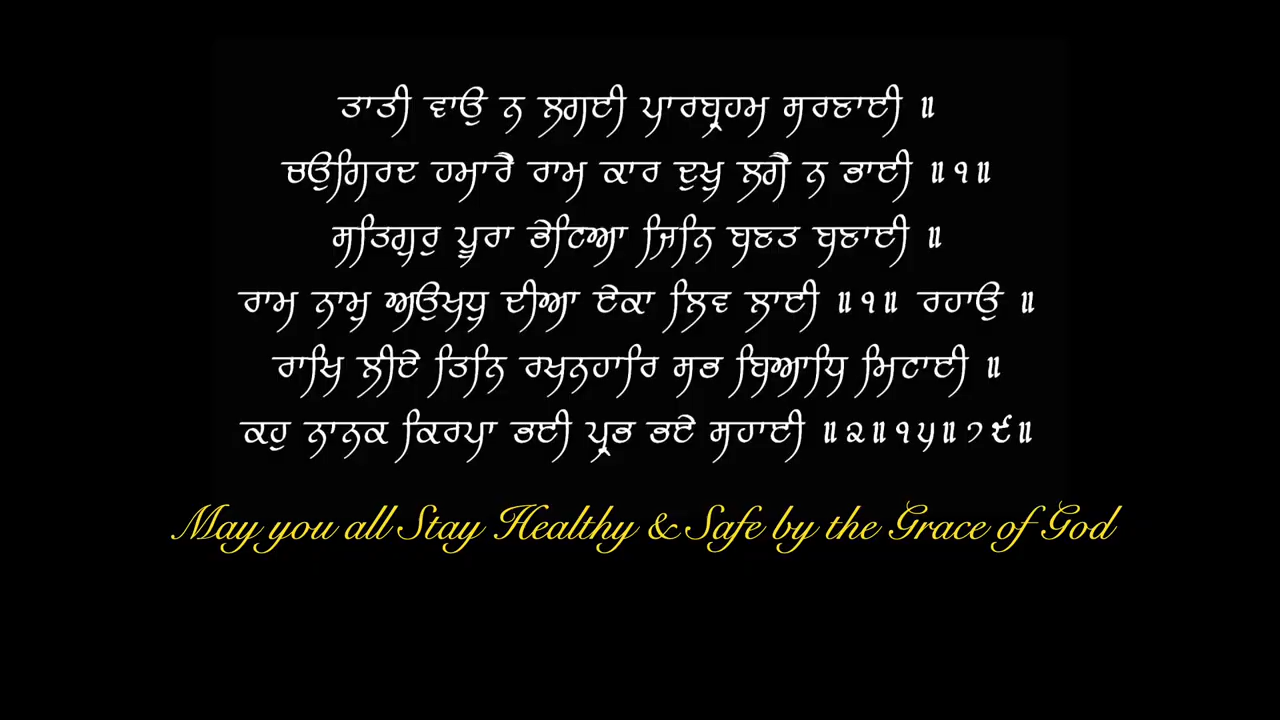 ਤਾਤੀ ਵਾਉ ਨ ਲਗਈ ਪਾਰਬ੍ਰਹਮ ਸਰਣਾਈ ॥
ਚਉਗਿਰਦ ਹਮਾਰੈ ਰਾਮ ਕਾਰ ਦੁਖੁ ਲਗੈ ਨ ਭਾਈ ॥੧॥
ਸਤਿਗੁਰੁ ਪੂਰਾ ਭੇਟਿਆ ਜਿਨਿ ਬਣਤ ਬਣਾਈ ॥
ਰਾਮ ਨਾਮੁ ਅਉਖਧੁ ਦੀਆ ਏਕਾ ਲਿਵ ਲਾਈ ॥੧॥ ਰਹਾਉ ॥
ਰਾਖਿ ਲੀਏ ਤਿਨਿ ਰਖਨਹਾਰਿ ਸਭ ਬਿਆਧਿ ਮਿਟਾਈ ॥
ਕਹੁ ਨਾਨਕ ਕਿਰਪਾ ਭਈ ਪ੍ਰਭ ਭਏ ਸਹਾਈ ॥੨॥੧੫॥੭੯॥
May you all Stay Healthy & Safe by the Grace of God